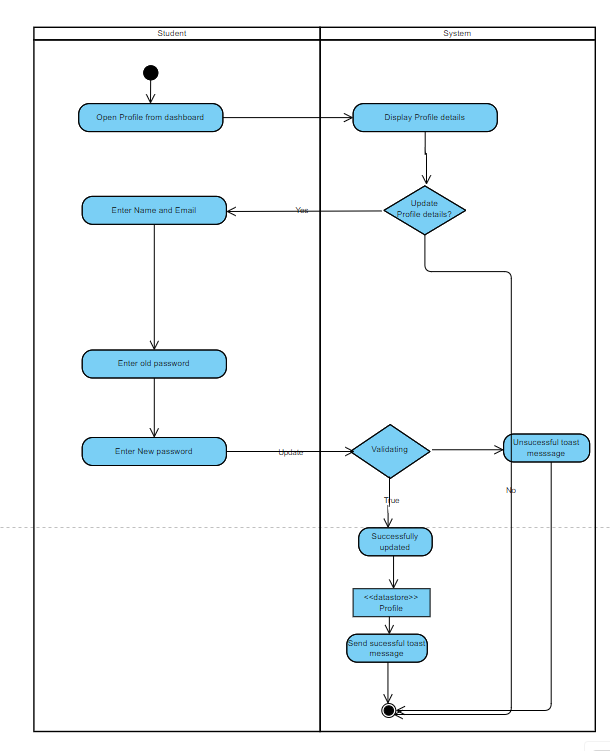 Student
System
Open Profile from dashboard
Display Profile details
Update
Profile details?
Yes
Enter Name and Email
Enter old password
Enter New password
Update
Validating
Unsucessful toast
messsage
No
True
Successfully
updated
<<datastore>>
Profile
Send sucessful toast
message